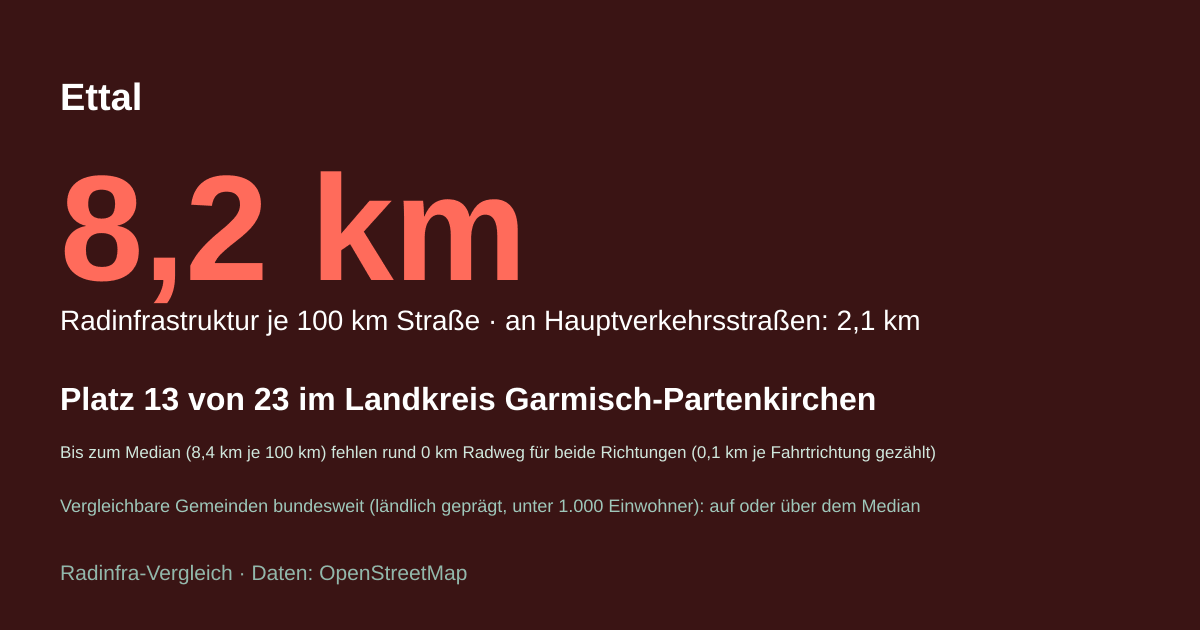 Ettal
8,2 km
Radinfrastruktur je 100 km Straße · an Hauptverkehrsstraßen: 2,1 km
Platz 13 von 23 im Landkreis Garmisch-Partenkirchen
Bis zum Median (8,4 km je 100 km) fehlen rund 0 km Radweg für beide Richtungen (0,1 km je Fahrtrichtung gezählt)
Vergleichbare Gemeinden bundesweit (ländlich geprägt, unter 1.000 Einwohner): auf oder über dem Median
Radinfra-Vergleich · Daten: OpenStreetMap